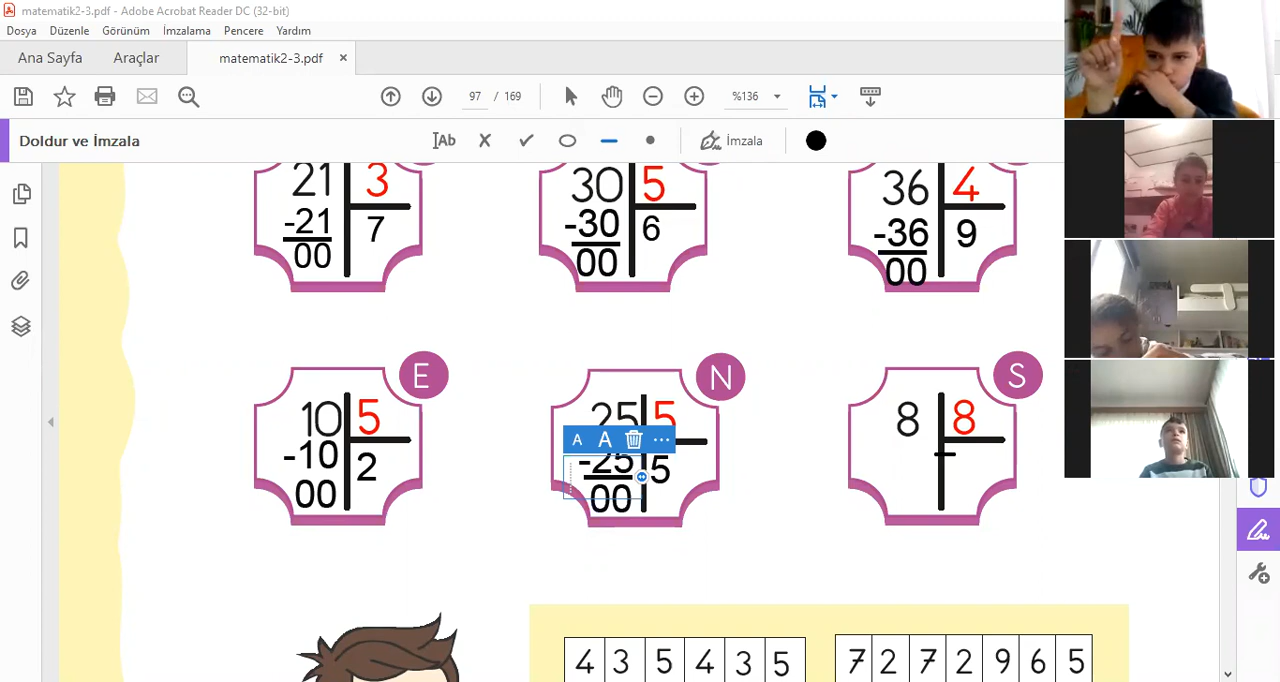 matematik2-3.pdf - Adobe Acrobat Reader DC (32-bit)
Dosya Düzenle Görünüm İmzalama Pencere Yardım
Ana Sayfa Araçlar matematik2-3.pdf ×
97 / 169 %136
Doldur ve İmzala Ab İmzala
21 3
-21 7
00
30 5
-30 6
00
36 4
-36 9
00
E
10 5
-10 2
00
N
25 5
A A ...
-25 5
00
S
8 8
4 3 5 4 3 5
7 2 7 2 9 6 5